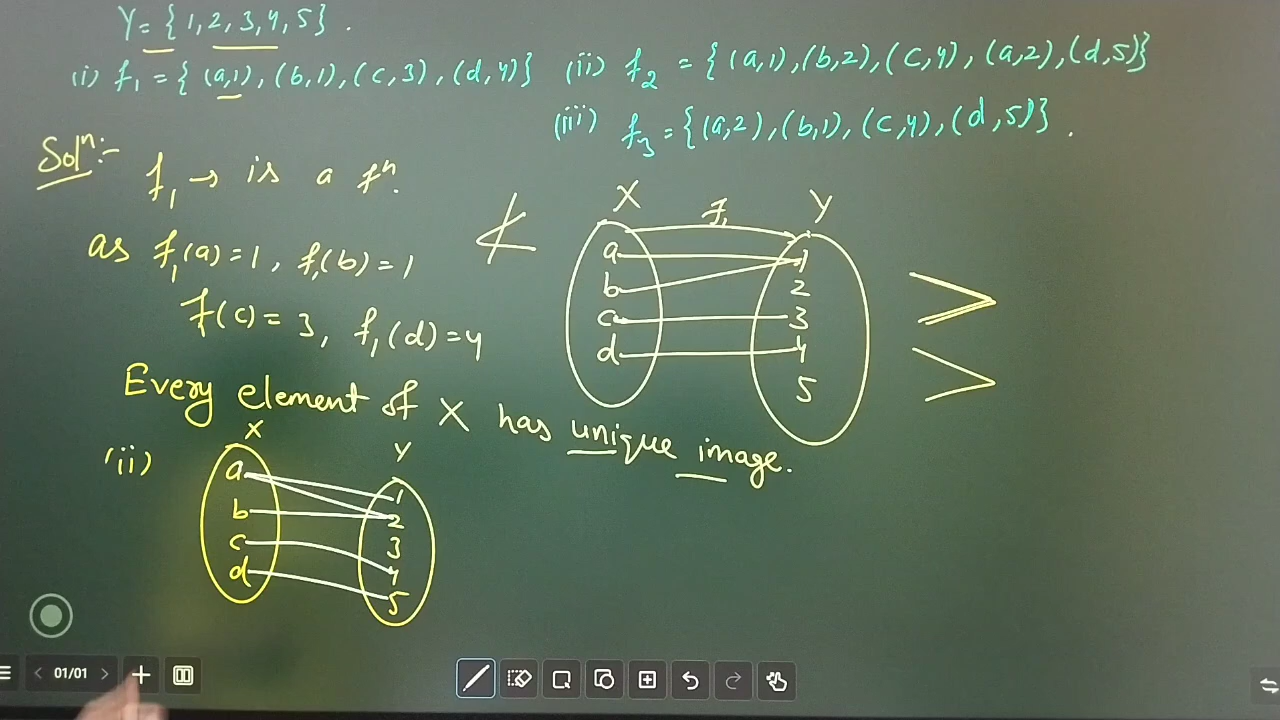 Y = { 1, 2, 3, 4, 5 } .
(i) f₁ = { (a,1), (b,1), (c,3), (d,4) } (ii) f₂ = { (a,1), (b,2), (c,4), (a,2), (d,5) }
(iii) f₃ = { (a,2), (b,1), (c,4), (d,5) } .
Solⁿ:-
f₁ → is a fⁿ.
as f₁(a) = 1, f₁(b) = 1
f(c) = 3, f₁(d) = 4
X f₁ Y
a 1
b 2
c 3
d 4
5
Every element of X has unique image.
(ii)
X Y
a 1
b 2
c 3
d 4
5
01/01